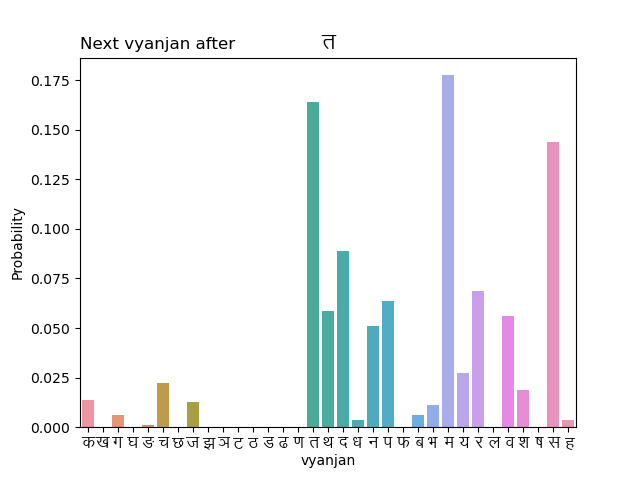 Next vyanjan after त
0.175
0.150
0.125
0.100
0.075
0.050
0.025
0.000
Probability
क ख ग घ ङ च छ ज झ ञ ट ठ ड ढ ण त थ द ध न प फ ब भ म य र ल व श ष स ह
vyanjan